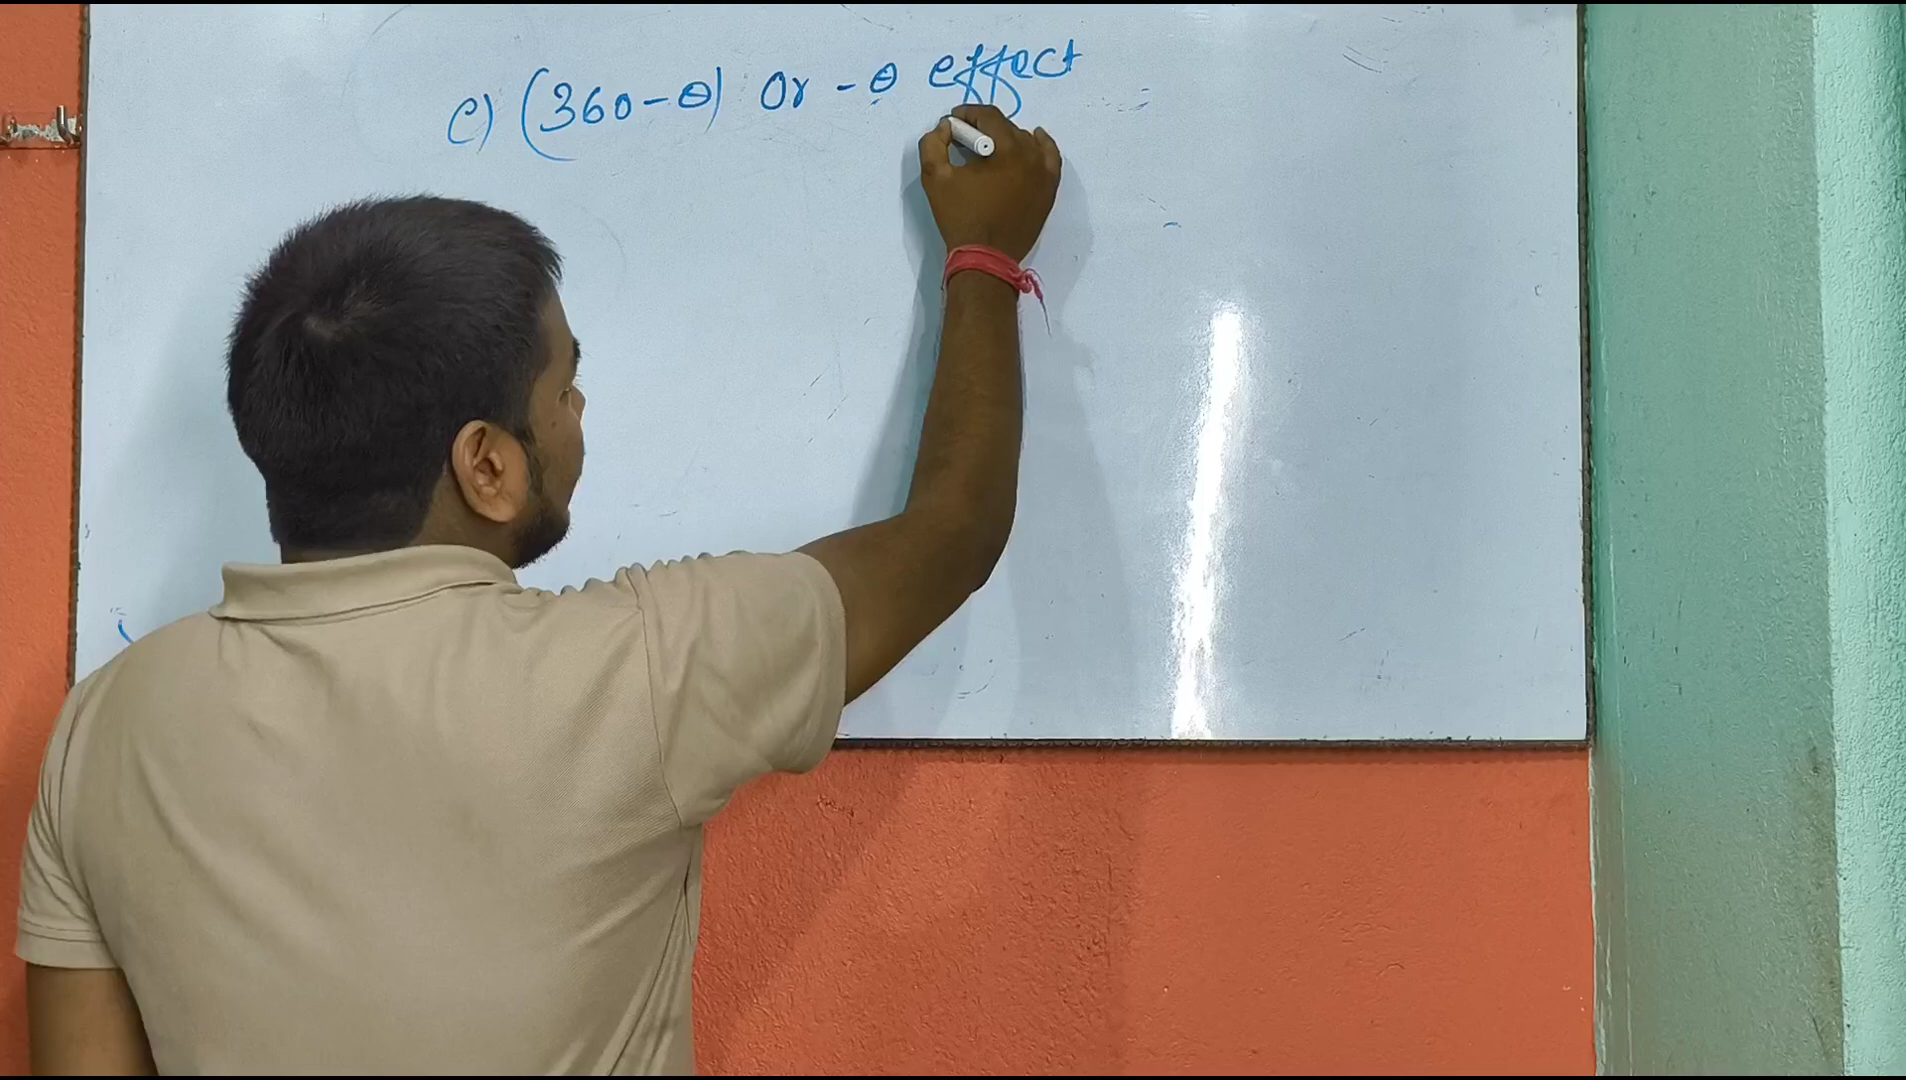 c) (360-θ) Or -θ effect